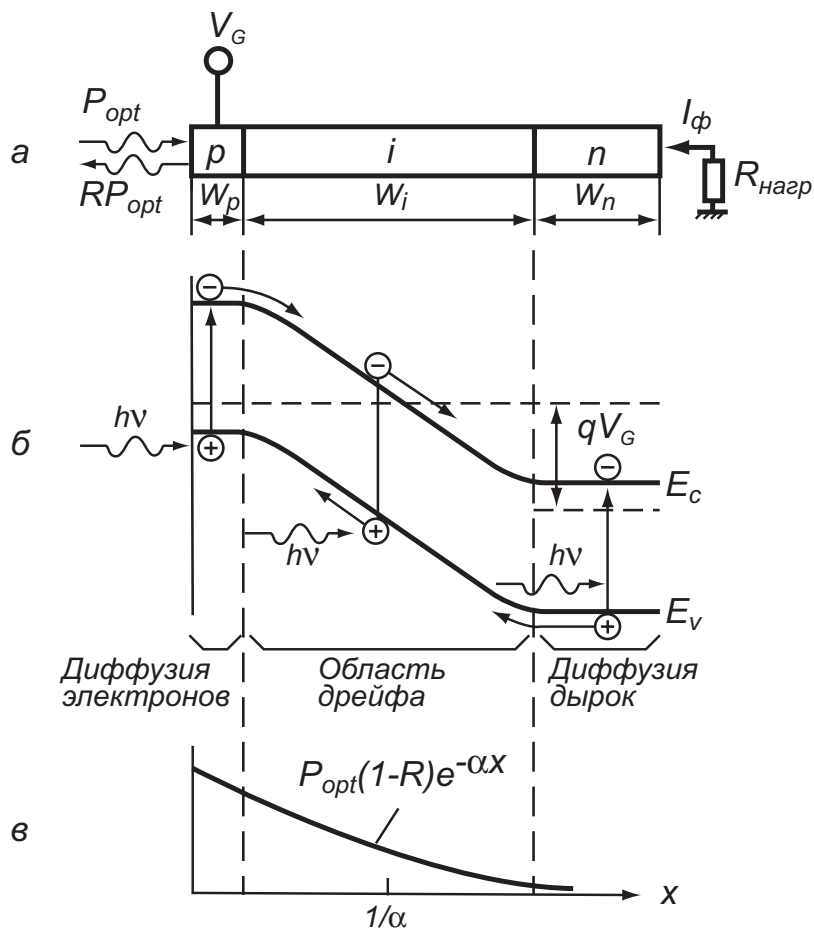 V_G
P_opt
RP_opt
а
p
i
n
W_p
W_i
W_n
I_ф
R_нагр
б
hν
hν
hν
qV_G
E_c
E_v
Диффузия
электронов
Область
дрейфа
Диффузия
дырок
в
P_opt(1-R)e^-αx
1/α
x